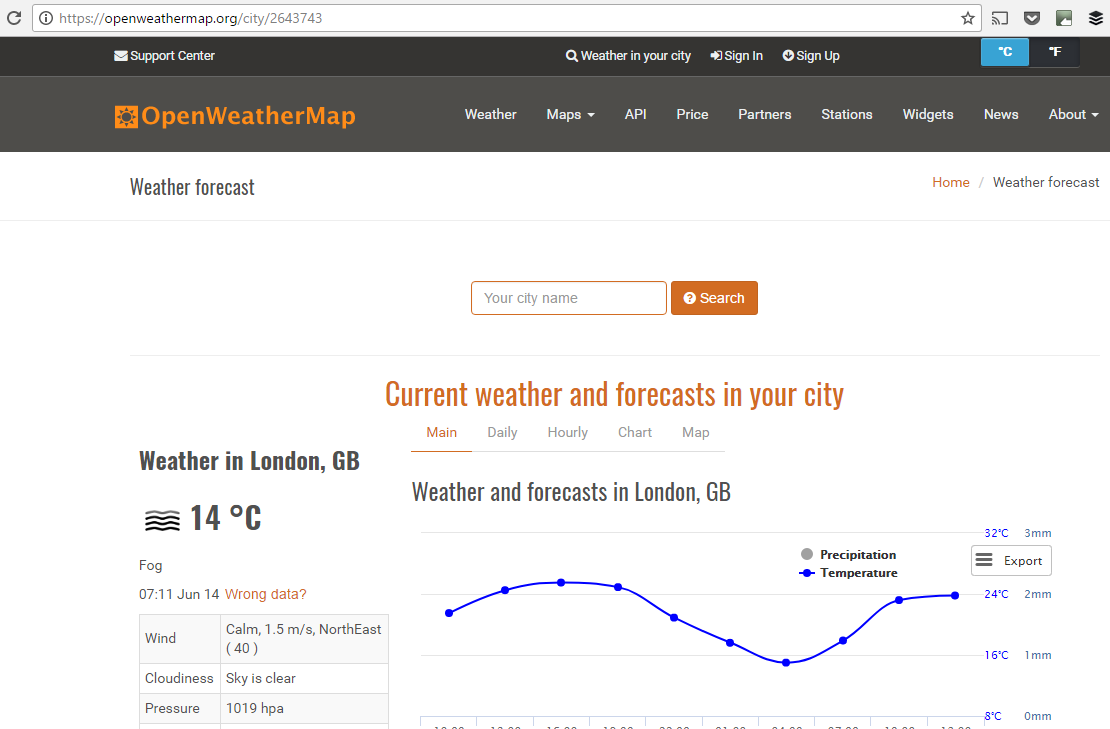 https://openweathermap.org/city/2643743
Support Center
Weather in your city
Sign In
Sign Up
°C
°F
OpenWeatherMap
Weather
Maps
API
Price
Partners
Stations
Widgets
News
About
Weather forecast
Home / Weather forecast
Your city name
Search
Current weather and forecasts in your city
Main
Daily
Hourly
Chart
Map
Weather in London, GB
14 °C
Fog
07:11 Jun 14 Wrong data?
Wind
Calm, 1.5 m/s, NorthEast
( 40 )
Cloudiness
Sky is clear
Pressure
1019 hpa
Weather and forecasts in London, GB
Precipitation
Temperature
Export
32°C
3mm
24°C
2mm
16°C
1mm
8°C
0mm